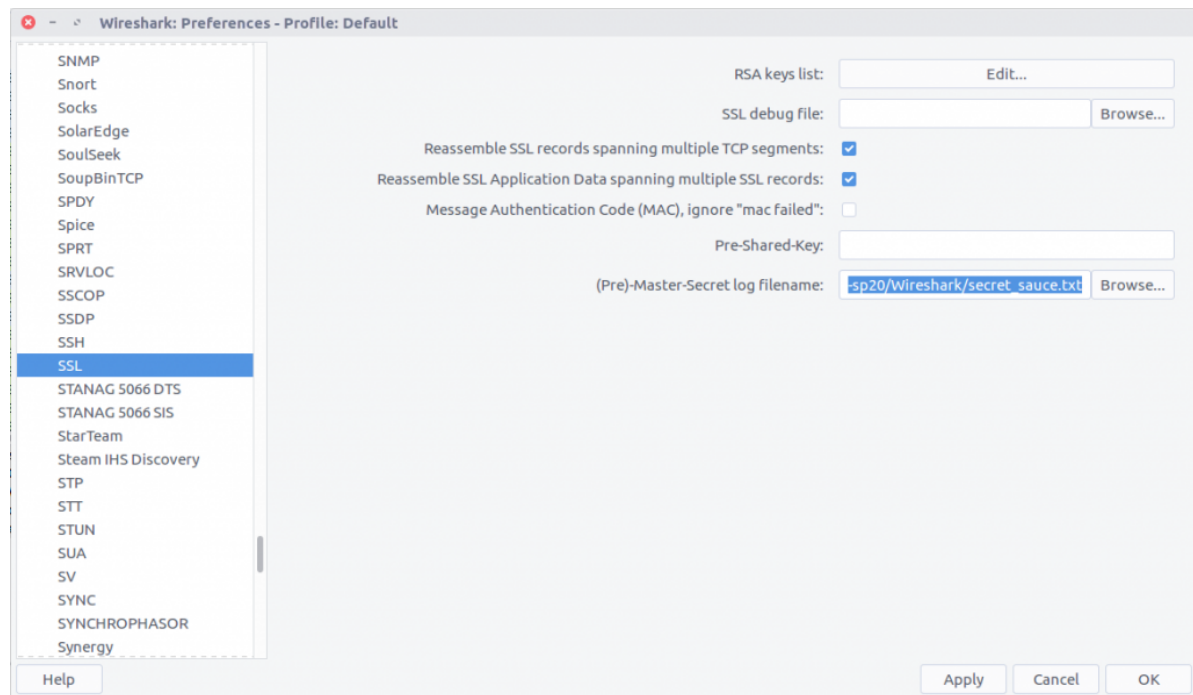 Wireshark: Preferences - Profile: Default
SNMP
Snort
Socks
SolarEdge
SoulSeek
SoupBinTCP
SPDY
Spice
SPRT
SRVLOC
SSCOP
SSDP
SSH
SSL
STANAG 5066 DTS
STANAG 5066 SIS
StarTeam
Steam IHS Discovery
STP
STT
STUN
SUA
SV
SYNC
SYNCHROPHASOR
Synergy
RSA keys list: Edit...
SSL debug file: Browse...
Reassemble SSL records spanning multiple TCP segments:
Reassemble SSL Application Data spanning multiple SSL records:
Message Authentication Code (MAC), ignore "mac failed":
Pre-Shared-Key:
(Pre)-Master-Secret log filename: -sp20/Wireshark/secret_sauce.txt Browse...
Help Apply Cancel OK